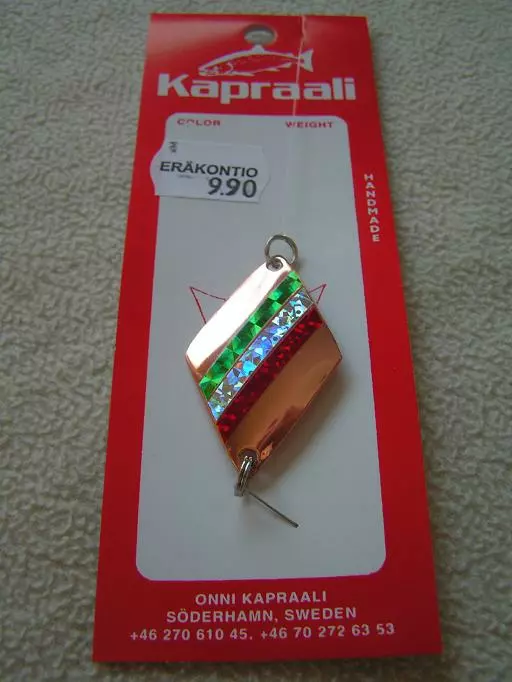 Kapraali
COLOR WEIGHT
ERÄKONTIO
9.90
HANDMADE
ONNI KAPRAALI
SÖDERHAMN, SWEDEN
+46 270 610 45. +46 70 272 63 53